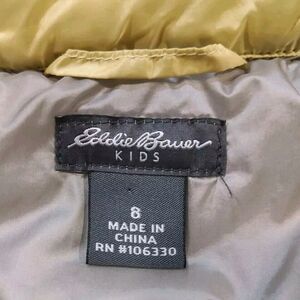 Eddie Bauer
KIDS
8
MADE IN
CHINA
RN #106330